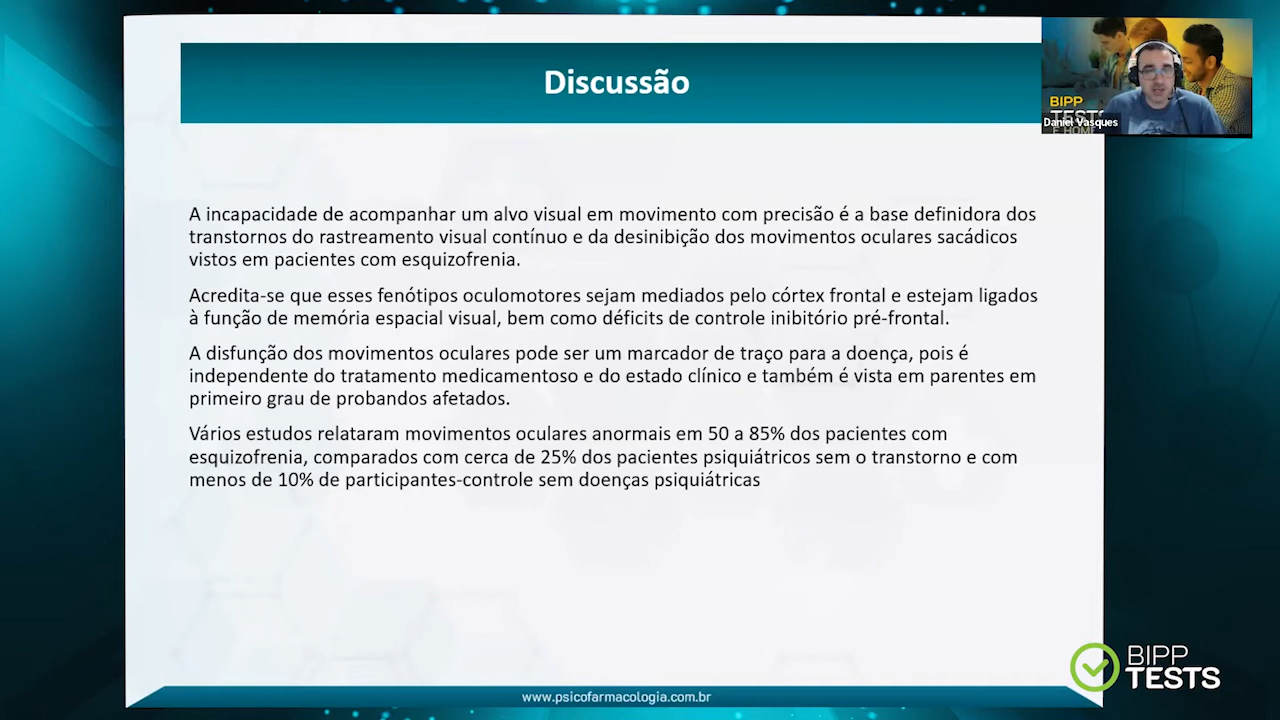 Discussão
BIPP
TESTS
E HOME
Daniel Vasques
A incapacidade de acompanhar um alvo visual em movimento com precisão é a base definidora dos
transtornos do rastreamento visual contínuo e da desinibição dos movimentos oculares sacádicos
vistos em pacientes com esquizofrenia.
Acredita-se que esses fenótipos oculomotores sejam mediados pelo córtex frontal e estejam ligados
à função de memória espacial visual, bem como déficits de controle inibitório pré-frontal.
A disfunção dos movimentos oculares pode ser um marcador de traço para a doença, pois é
independente do tratamento medicamentoso e do estado clínico e também é vista em parentes em
primeiro grau de probandos afetados.
Vários estudos relataram movimentos oculares anormais em 50 a 85% dos pacientes com
esquizofrenia, comparados com cerca de 25% dos pacientes psiquiátricos sem o transtorno e com
menos de 10% de participantes-controle sem doenças psiquiátricas
BIPP
TESTS
www.psicofarmacologia.com.br